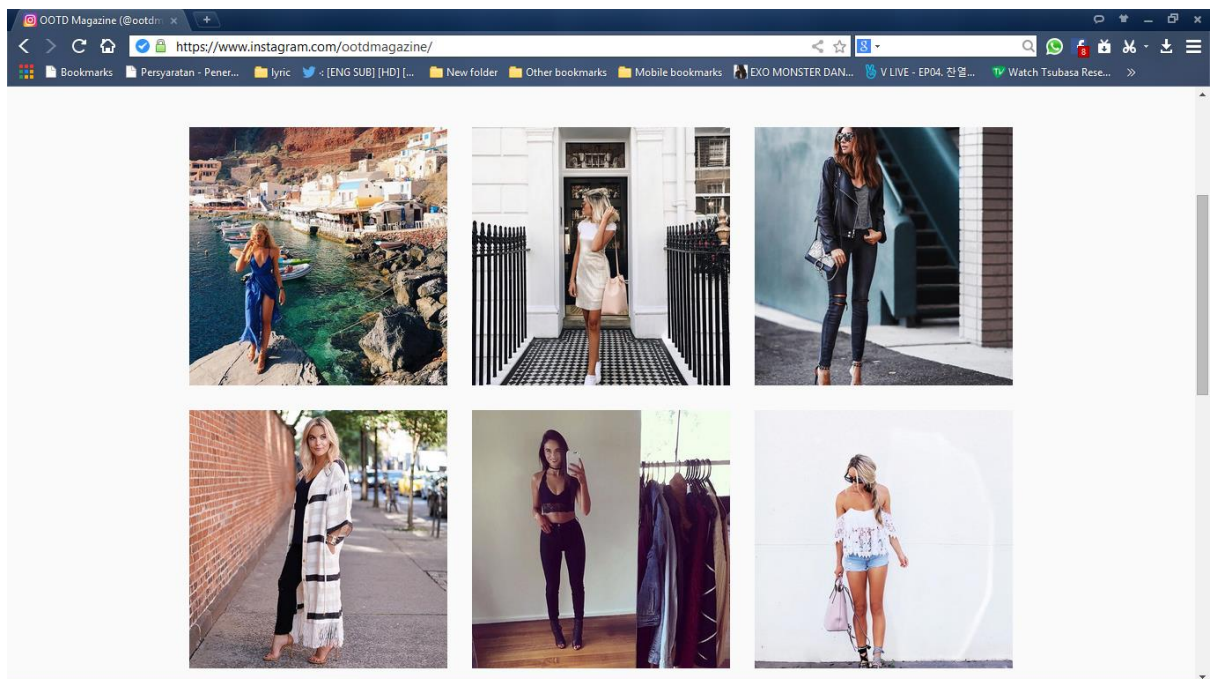 OOTD Magazine (@ootdm
https://www.instagram.com/ootdmagazine/
8
Bookmarks Persyaratan - Pener... lyric < [ENG SUB] [HD] [... New folder Other bookmarks Mobile bookmarks EXO MONSTER DAN... V LIVE - EP04. 찬열... Watch Tsubasa Rese... »